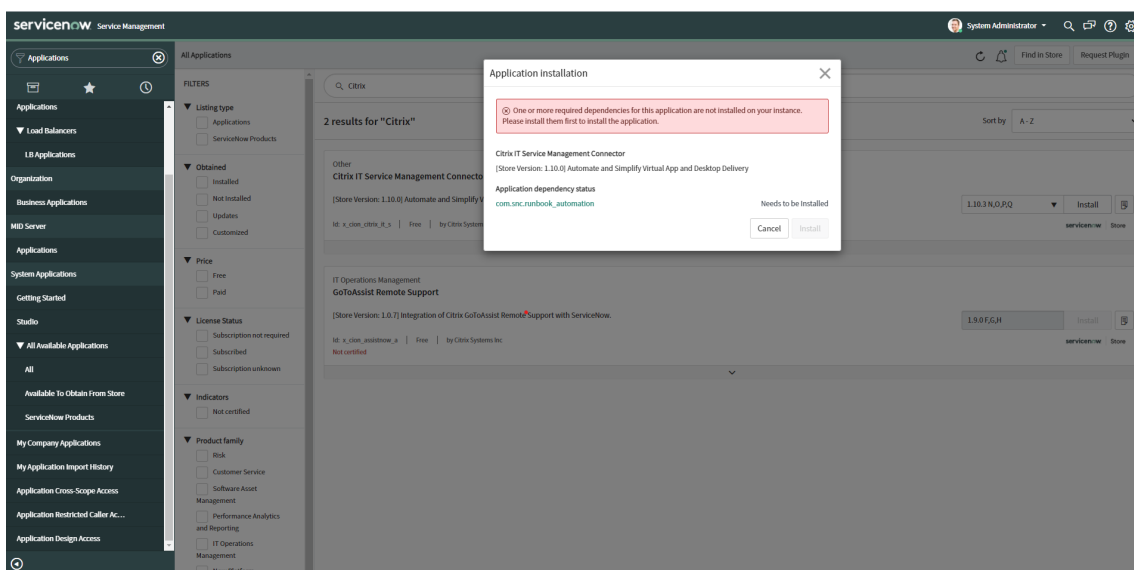 servicenow Service Management
System Administrator
Applications
All Applications
Find in Store
Request Plugin
Applications
Load Balancers
LB Applications
Organization
Business Applications
MID Server
Applications
System Applications
Getting Started
Studio
All Available Applications
All
Available To Obtain From Store
ServiceNow Products
My Company Applications
My Application Import History
Application Cross-Scope Access
Application Restricted Caller Ac...
Application Design Access
FILTERS
Listing type
Applications
ServiceNow Products
Obtained
Installed
Not Installed
Updates
Customized
Price
Free
Paid
License Status
Subscription not required
Subscribed
Subscription unknown
Indicators
Not certified
Product family
Risk
Customer Service
Software Asset
Management
Performance Analytics
and Reporting
IT Operations
Management
Citrix
2 results for "Citrix"
Sort by A - Z
Other
Citrix IT Service Management Connecto
[Store Version: 1.10.0] Automate and Simplify V
Id: x_cion_citrix_it_s | Free | by Citrix System
1.10.3 N,O,P,Q
Install
servicenow Store
IT Operations Management
GoToAssist Remote Support
[Store Version: 1.0.7] Integration of Citrix GoToAssist Remote Support with ServiceNow.
Id: x_cion_assistnow_a | Free | by Citrix Systems Inc
Not certified
1.9.0 F,G,H
Install
servicenow Store
Application installation
One or more required dependencies for this application are not installed on your instance.
Please install them first to install the application.
Citrix IT Service Management Connector
[Store Version: 1.10.0] Automate and Simplify Virtual App and Desktop Delivery
Application dependency status
com.snc.runbook_automation Needs to be Installed
Cancel
Install